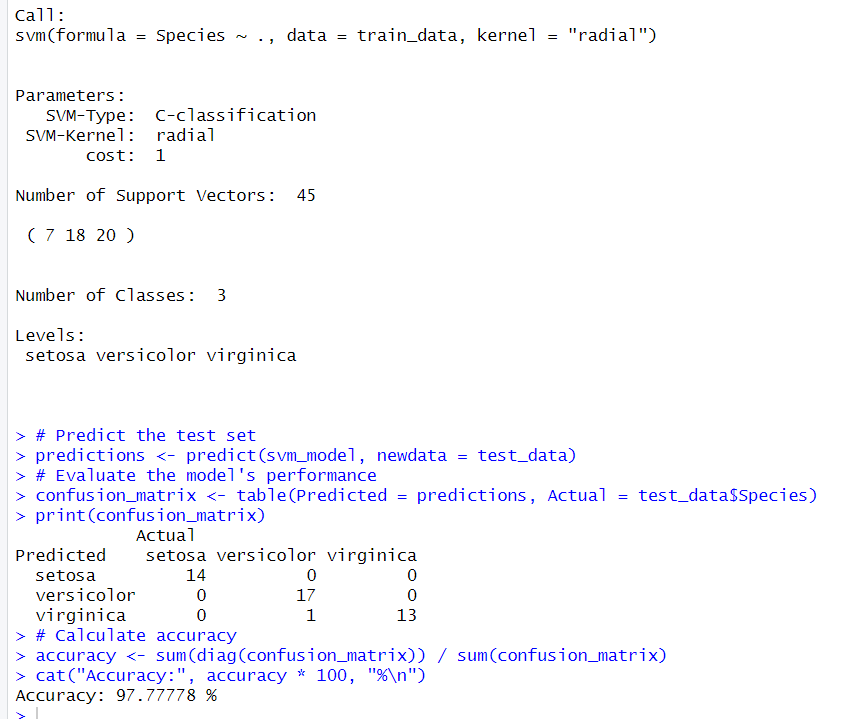 Call:
svm(formula = Species ~ ., data = train_data, kernel = "radial")
Parameters:
   SVM-Type:  C-classification
 SVM-Kernel:  radial
       cost:  1
Number of Support Vectors:  45
 ( 7 18 20 )
Number of Classes:  3
Levels:
 setosa versicolor virginica
> # Predict the test set
> predictions <- predict(svm_model, newdata = test_data)
> # Evaluate the model's performance
> confusion_matrix <- table(Predicted = predictions, Actual = test_data$Species)
> print(confusion_matrix)
            Actual
Predicted    setosa versicolor virginica
  setosa         14          0         0
  versicolor      0         17         0
  virginica       0          1        13
> # Calculate accuracy
> accuracy <- sum(diag(confusion_matrix)) / sum(confusion_matrix)
> cat("Accuracy:", accuracy * 100, "%\n")
Accuracy: 97.77778 %
>